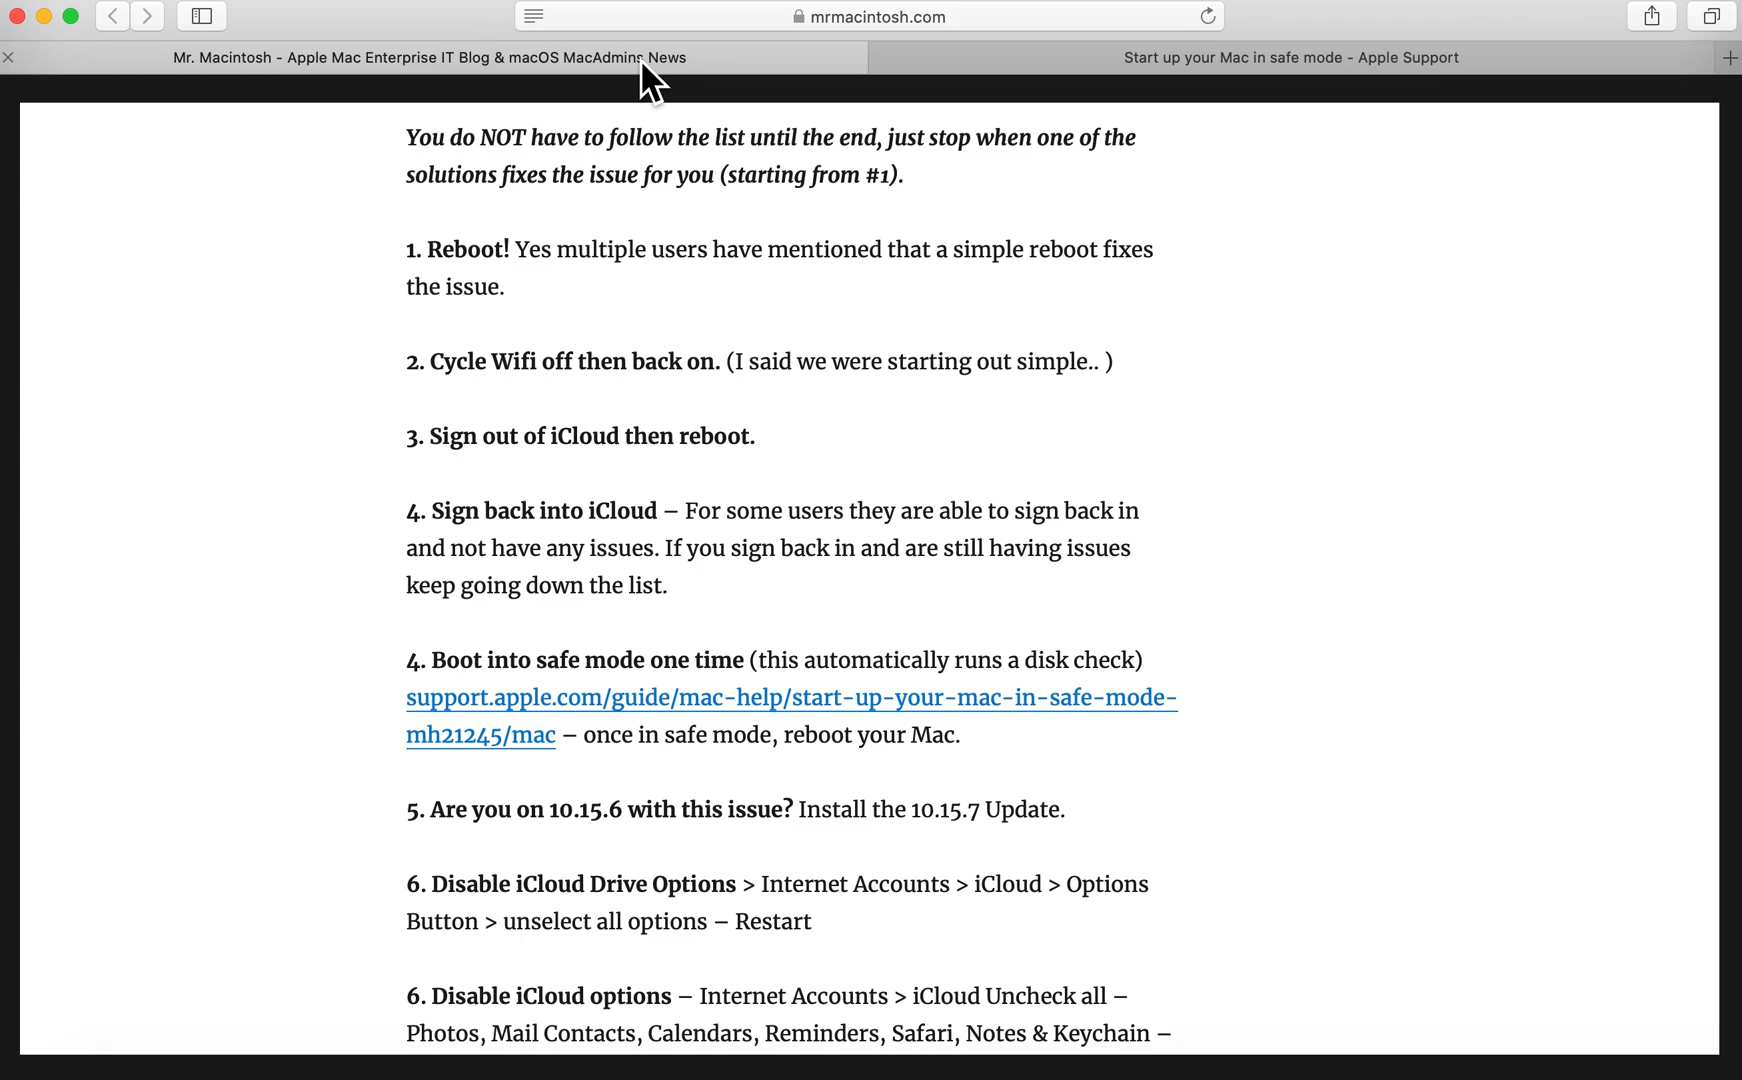 mrmacintosh.com
Mr. Macintosh - Apple Mac Enterprise IT Blog & macOS MacAdmins News
Start up your Mac in safe mode - Apple Support
You do NOT have to follow the list until the end, just stop when one of the
solutions fixes the issue for you (starting from #1).
1. Reboot! Yes multiple users have mentioned that a simple reboot fixes
the issue.
2. Cycle Wifi off then back on. (I said we were starting out simple.. )
3. Sign out of iCloud then reboot.
4. Sign back into iCloud – For some users they are able to sign back in
and not have any issues. If you sign back in and are still having issues
keep going down the list.
4. Boot into safe mode one time (this automatically runs a disk check)
support.apple.com/guide/mac-help/start-up-your-mac-in-safe-mode-
mh21245/mac – once in safe mode, reboot your Mac.
5. Are you on 10.15.6 with this issue? Install the 10.15.7 Update.
6. Disable iCloud Drive Options > Internet Accounts > iCloud > Options
Button > unselect all options – Restart
6. Disable iCloud options – Internet Accounts > iCloud Uncheck all –
Photos, Mail Contacts, Calendars, Reminders, Safari, Notes & Keychain –